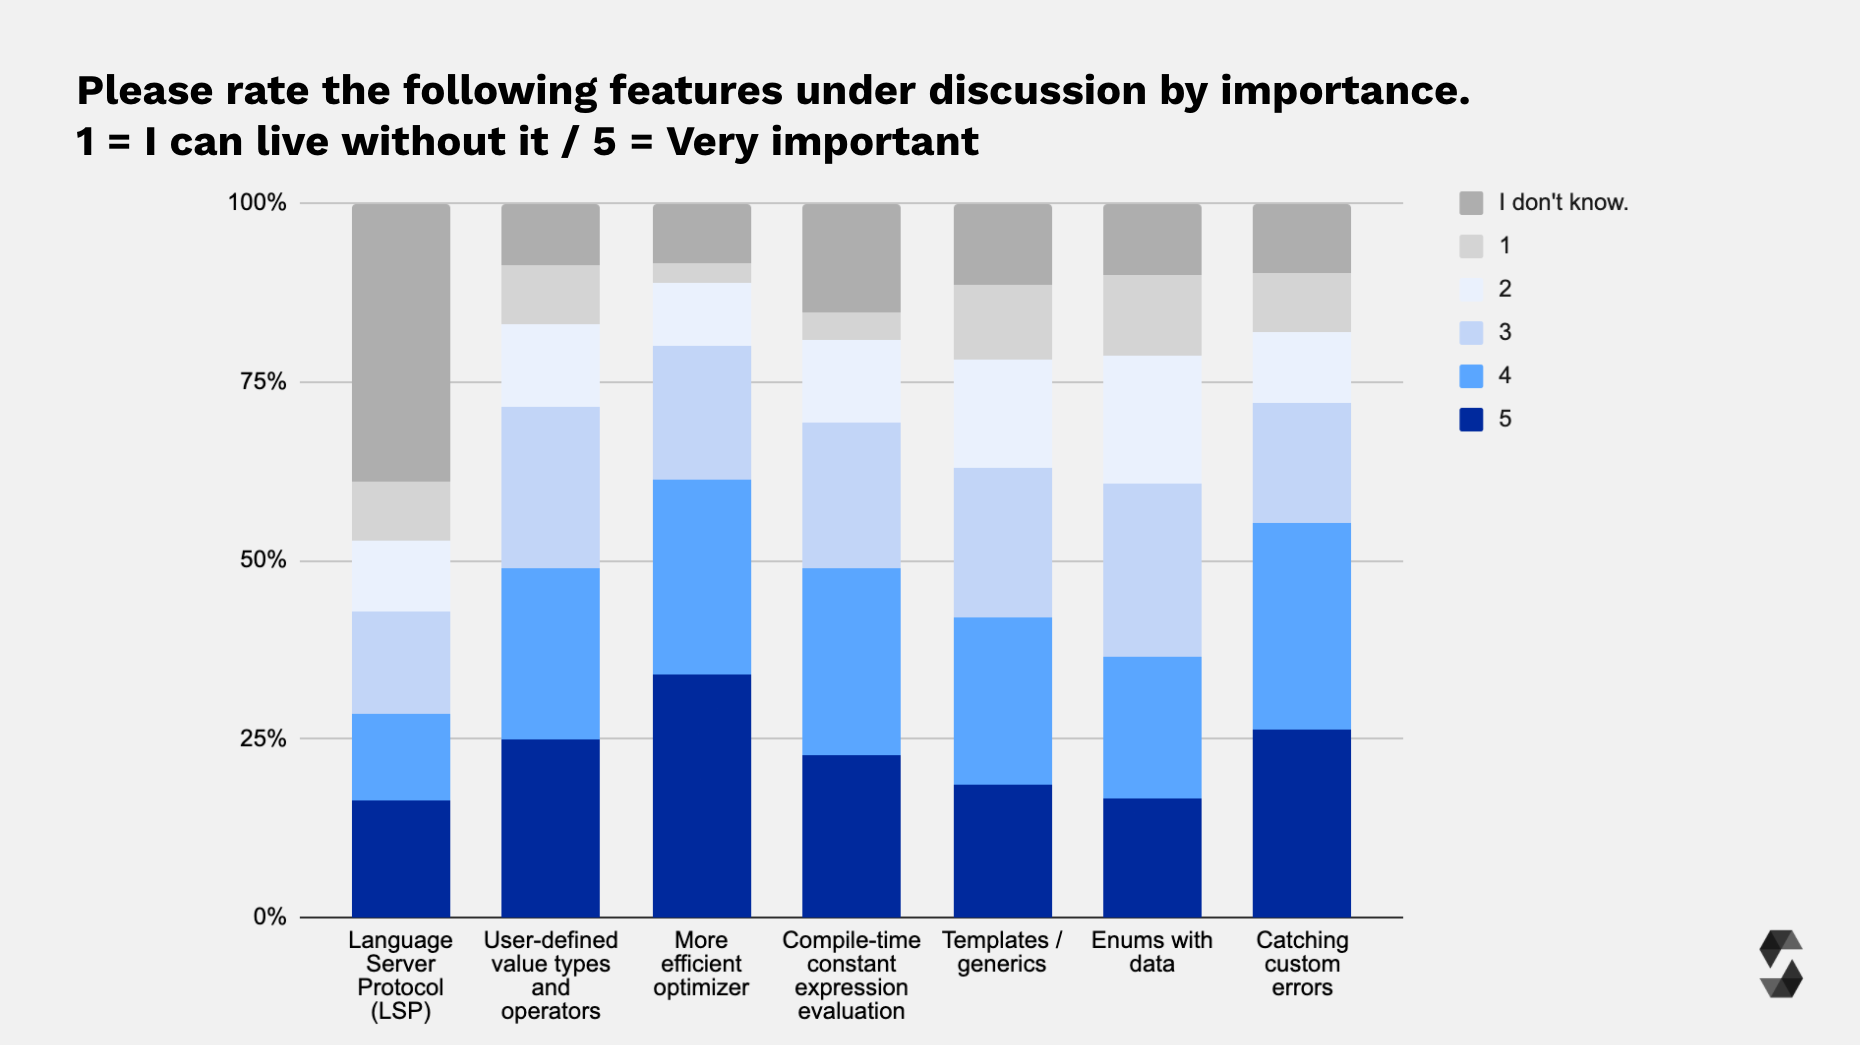 Please rate the following features under discussion by importance.
1 = I can live without it / 5 = Very important
100%
75%
50%
25%
0%
I don't know.
1
2
3
4
5
Language
Server
Protocol
(LSP)
User-defined
value types
and
operators
More
efficient
optimizer
Compile-time
constant
expression
evaluation
Templates /
generics
Enums with
data
Catching
custom
errors